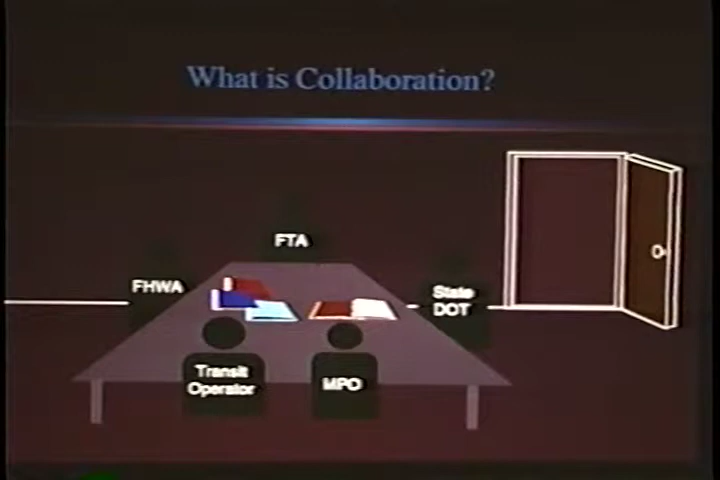 What is Collaboration?
FTA
FHWA
State
DOT
Transit
Operator
MPO